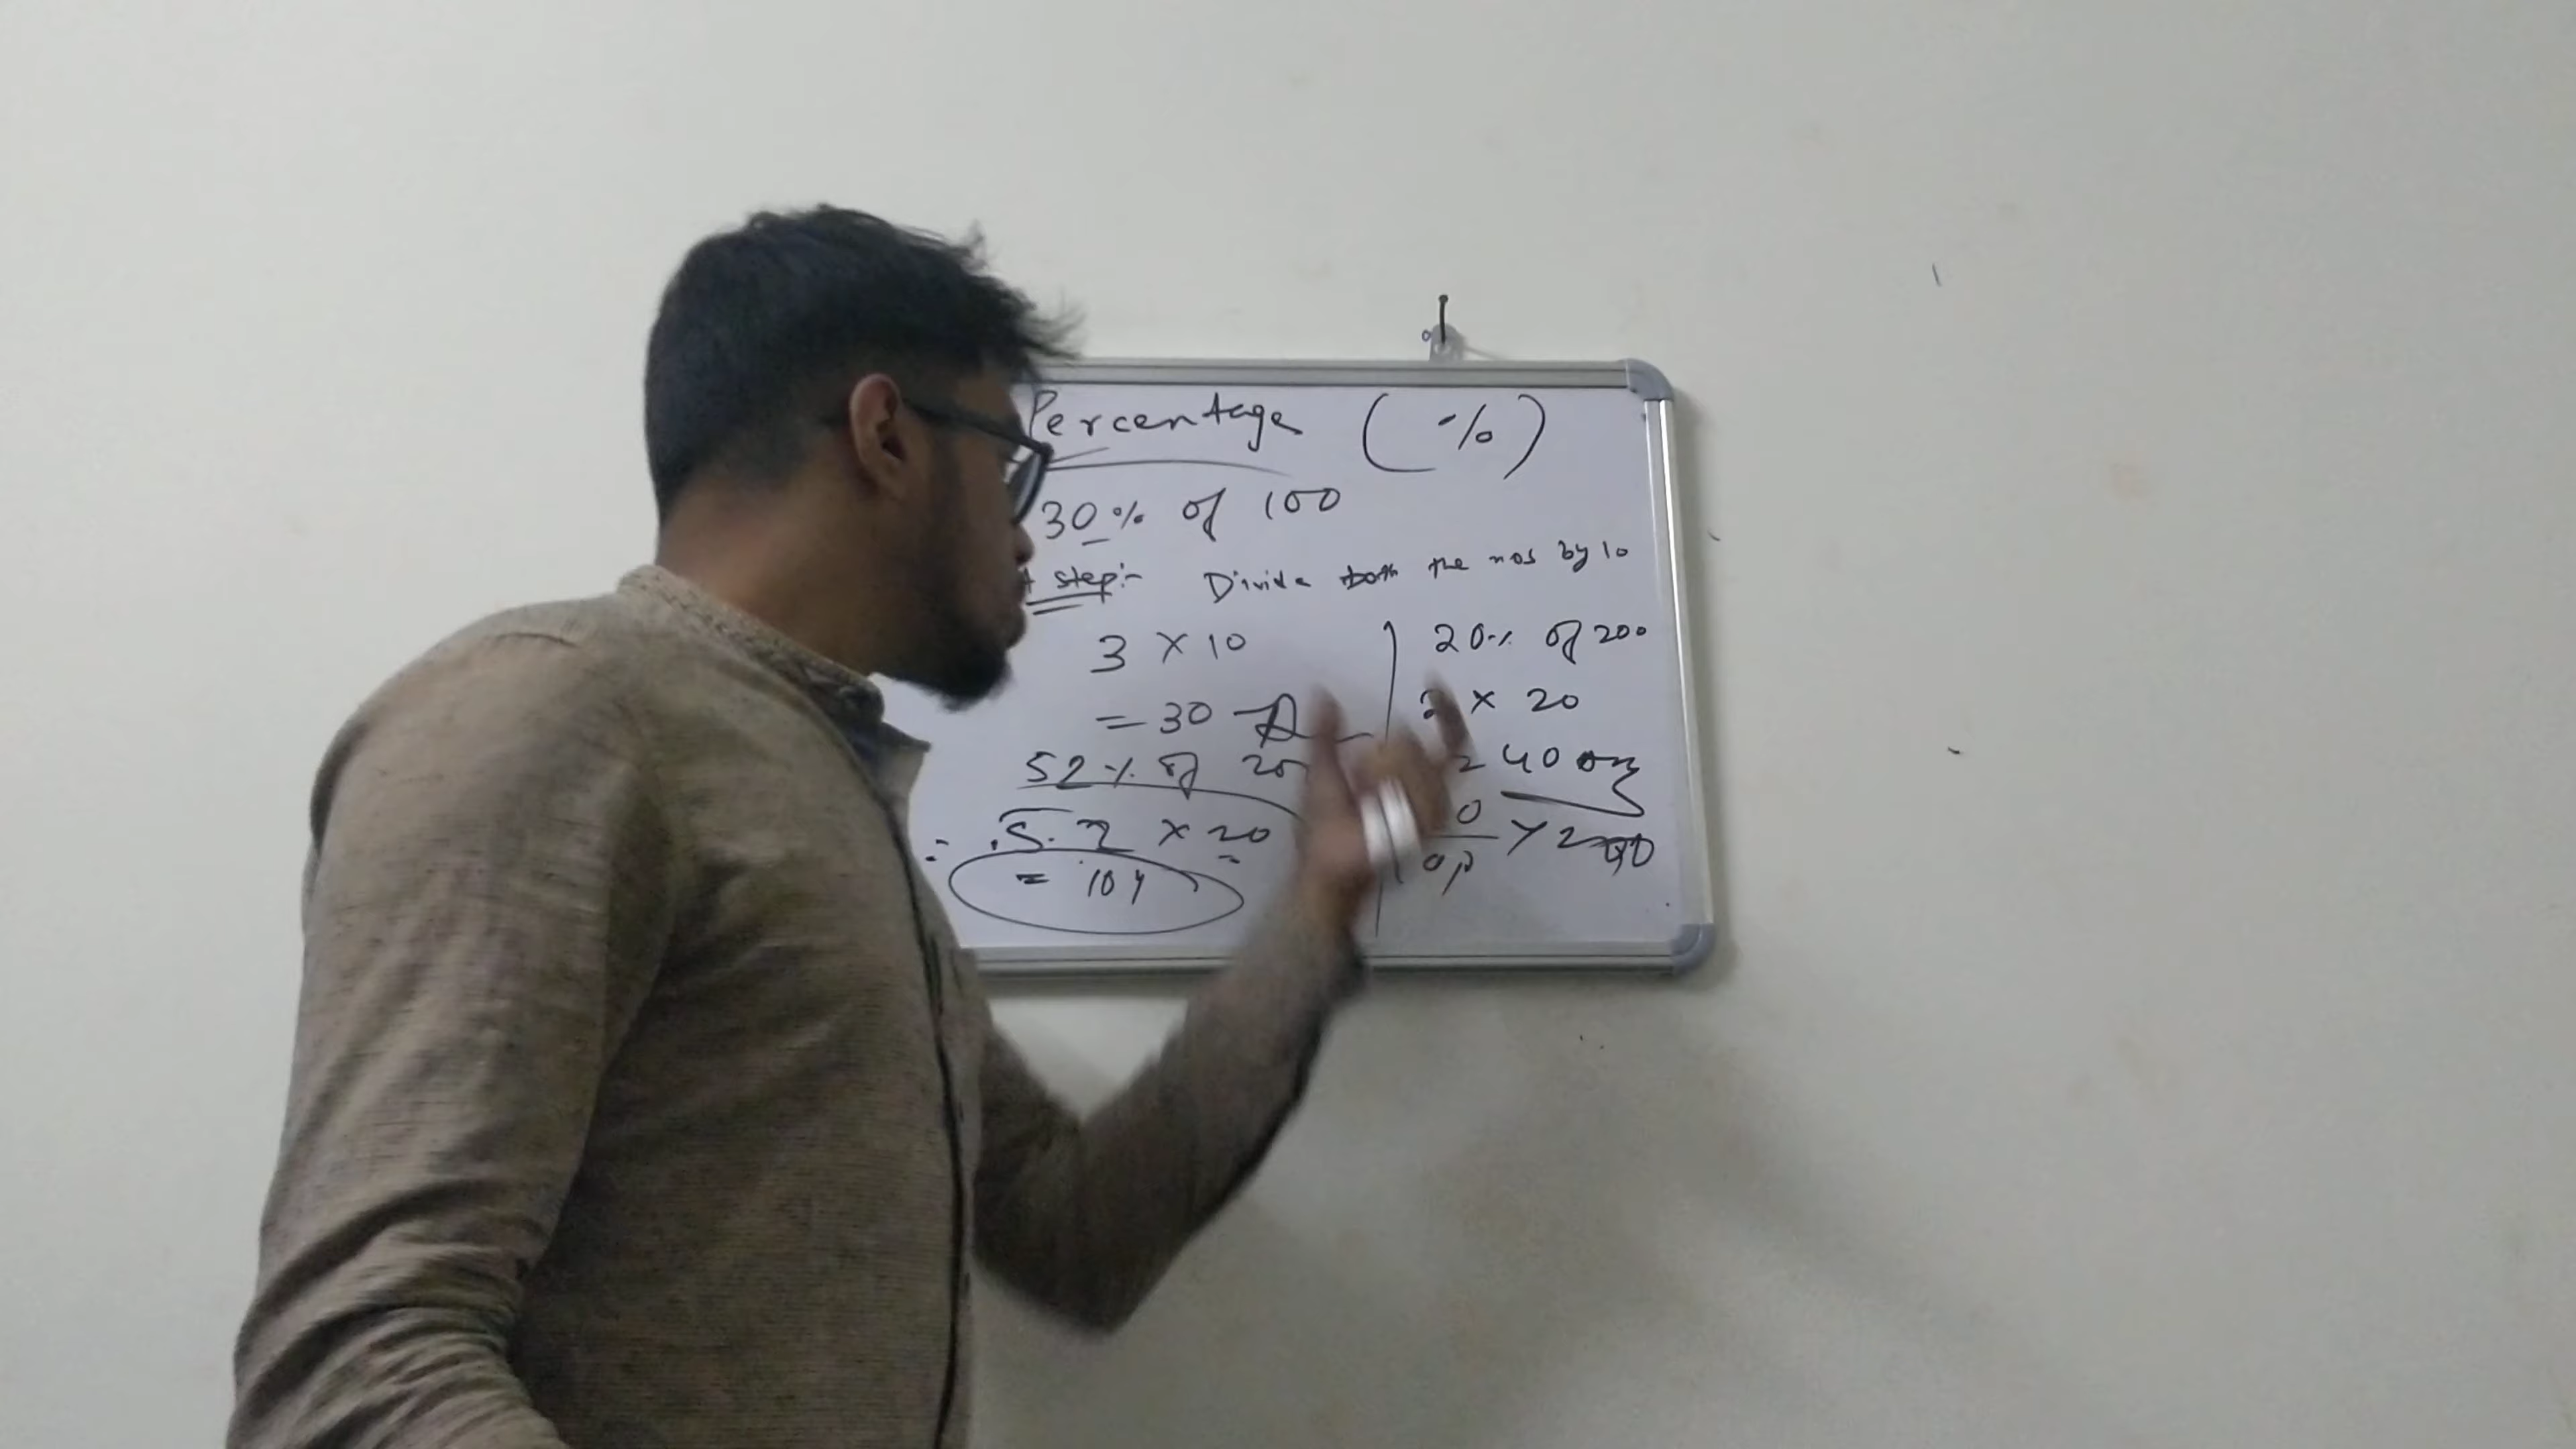 Percentage (%)
30% of 100
step:- Divide both the nos by 10
3 × 10
= 30
52% of
= 5.2 × 20
= 104
20% of 200
× 20
40